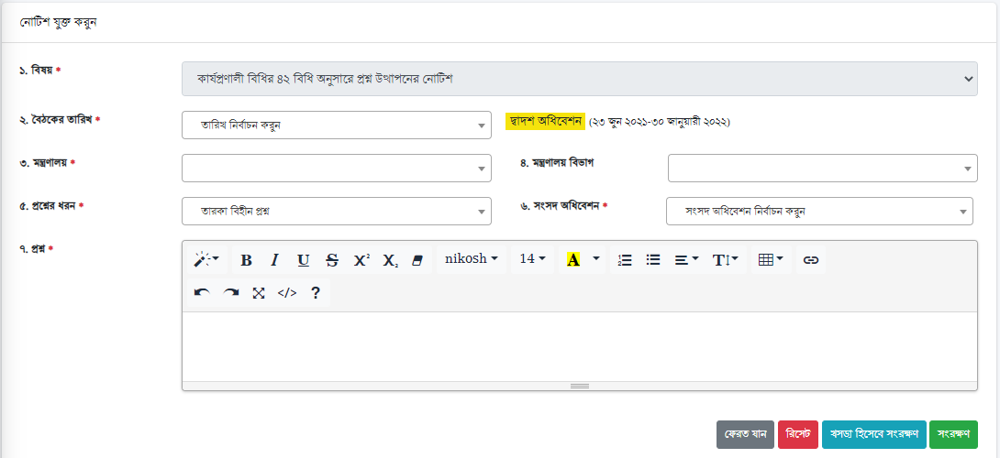 নোটিশ যুক্ত করুন
১. বিষয় *
কার্যপ্রণালী বিধির ৪২ বিধি অনুসারে প্রশ্ন উত্থাপনের নোটিশ
২. বৈঠকের তারিখ * তারিখ নির্বাচন করুন দ্বাদশ অধিবেশন (২৩ জুন ২০২১-৩০ জানুয়ারী ২০২২)
৩. মন্ত্রণালয় * ৪. মন্ত্রণালয় বিভাগ
৫. প্রশ্নের ধরন * তারকা বিহীন প্রশ্ন ৬. সংসদ অধিবেশন * সংসদ অধিবেশন নির্বাচন করুন
৭. প্রশ্ন *
B I U S X² X₂ nikosh 14 A T
</> ?
ফেরত যান রিসেট খসড়া হিসেবে সংরক্ষণ সংরক্ষণ